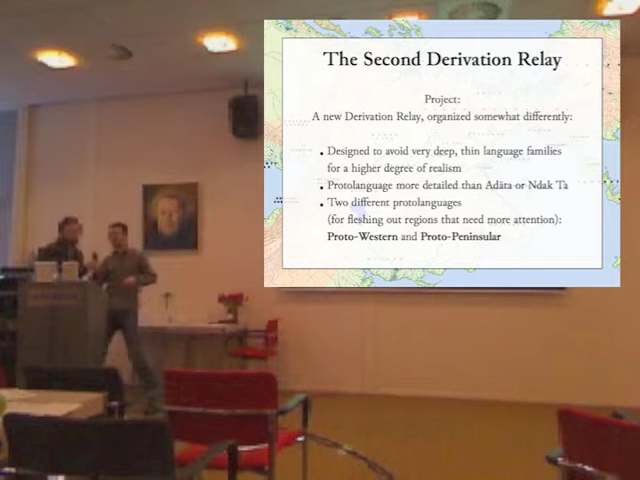 The Second Derivation Relay
Project:
A new Derivation Relay, organized somewhat differently:
• Designed to avoid very deep, thin language families
for a higher degree of realism
• Protolanguage more detailed than Adāta or Ndak Ta
• Two different protolanguages
(for fleshing out regions that need more attention):
Proto-Western and Proto-Peninsular